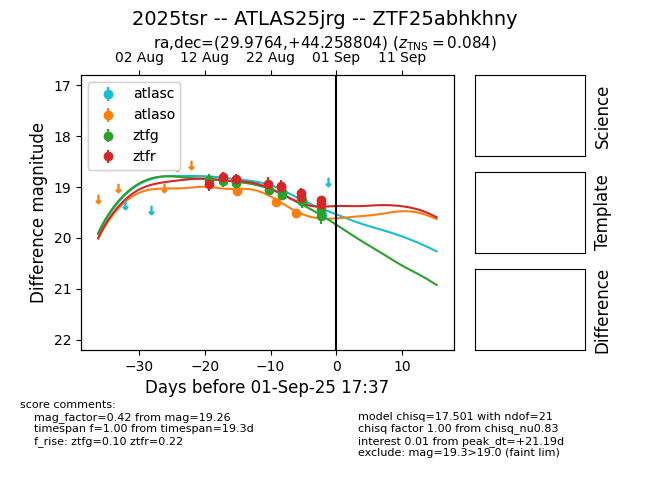 2025tsr -- ATLAS25jrg -- ZTF25abhkhny
ra,dec=(29.9764,+44.258804) (zTNS = 0.084)
02 Aug 12 Aug 22 Aug 01 Sep 11 Sep
atlasc
atlaso
ztfg
ztfr
17
18
19
20
21
22
Difference magnitude
−30 −20 −10 0 10
Days before 01-Sep-25 17:37
Science
Template
Difference
score comments:
mag_factor=0.42 from mag=19.26
timespan f=1.00 from timespan=19.3d
f_rise: ztfg=0.10 ztfr=0.22
model chisq=17.501 with ndof=21
chisq factor 1.00 from chisq_nu0.83
interest 0.01 from peak_dt=+21.19d
exclude: mag=19.3>19.0 (faint lim)